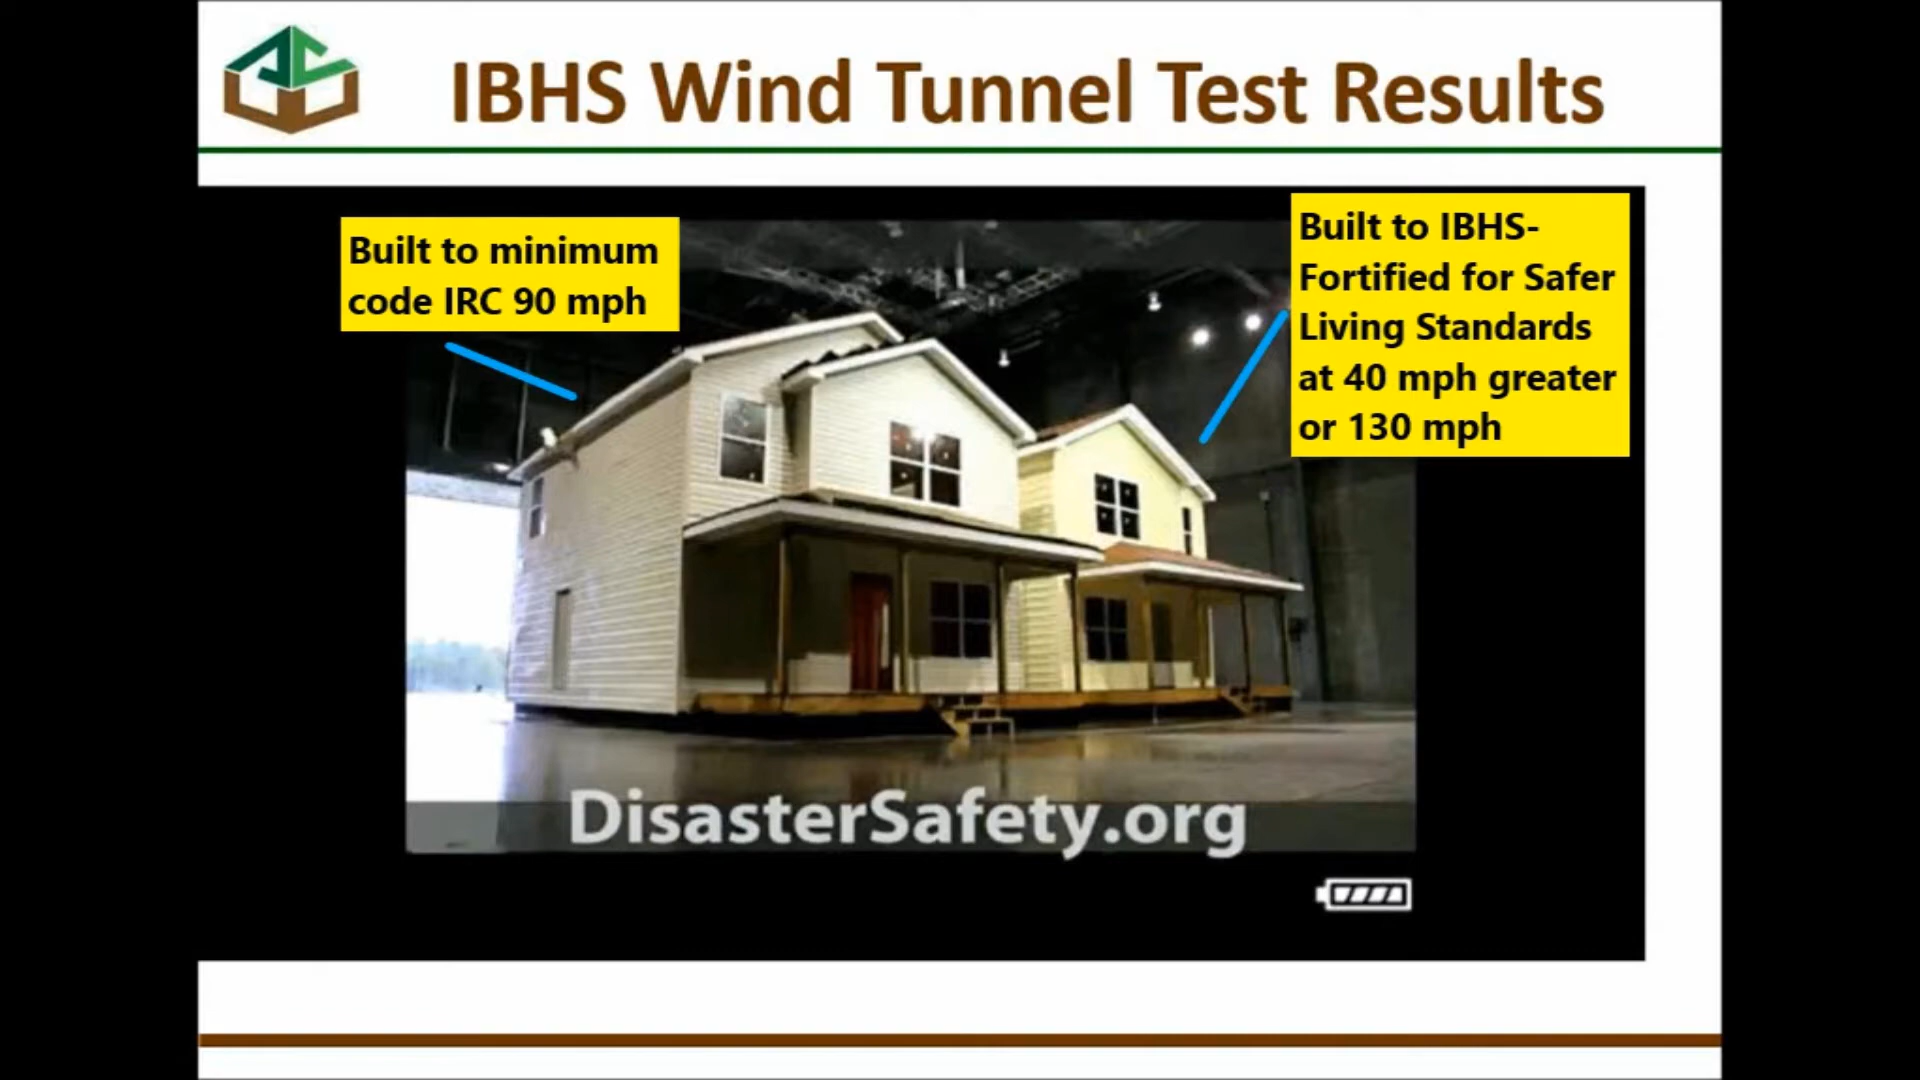 IBHS Wind Tunnel Test Results
Built to minimum
code IRC 90 mph
Built to IBHS-
Fortified for Safer
Living Standards
at 40 mph greater
or 130 mph
DisasterSafety.org